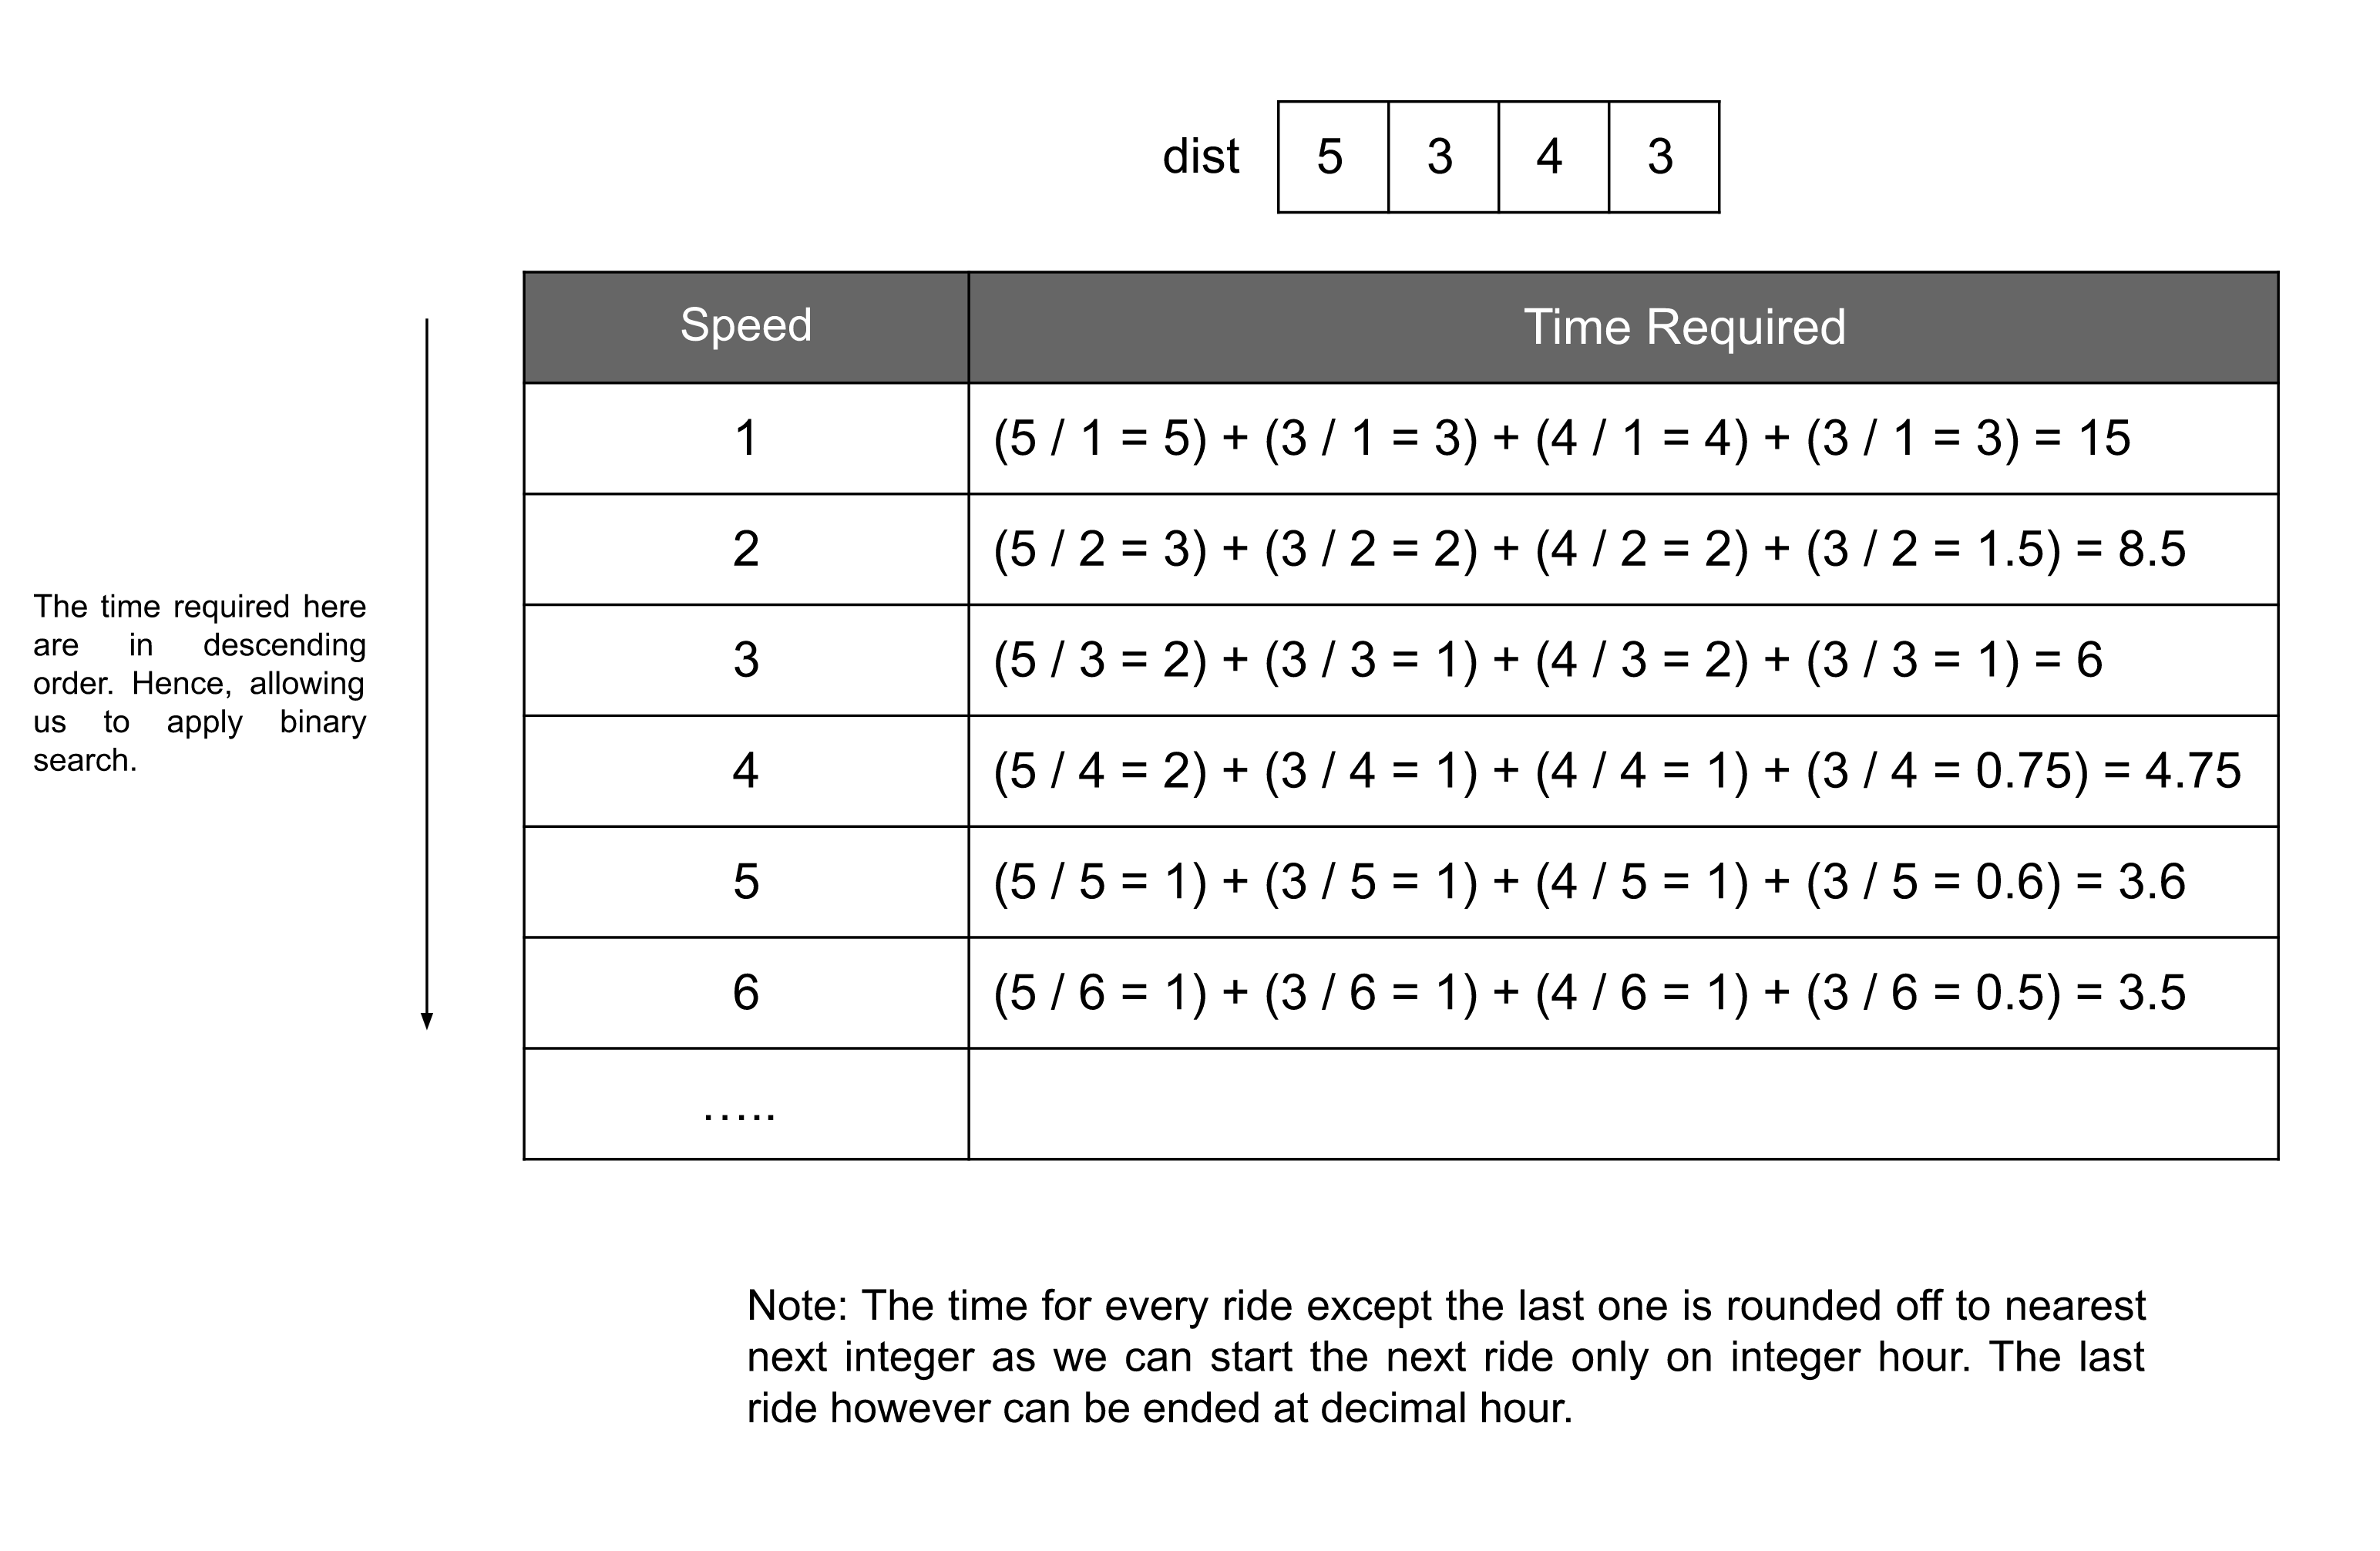 dist 5 3 4 3
Speed Time Required
1 (5 / 1 = 5) + (3 / 1 = 3) + (4 / 1 = 4) + (3 / 1 = 3) = 15
2 (5 / 2 = 3) + (3 / 2 = 2) + (4 / 2 = 2) + (3 / 2 = 1.5) = 8.5
3 (5 / 3 = 2) + (3 / 3 = 1) + (4 / 3 = 2) + (3 / 3 = 1) = 6
4 (5 / 4 = 2) + (3 / 4 = 1) + (4 / 4 = 1) + (3 / 4 = 0.75) = 4.75
5 (5 / 5 = 1) + (3 / 5 = 1) + (4 / 5 = 1) + (3 / 5 = 0.6) = 3.6
6 (5 / 6 = 1) + (3 / 6 = 1) + (4 / 6 = 1) + (3 / 6 = 0.5) = 3.5
…..
The time required here
are in descending
order. Hence, allowing
us to apply binary
search.
Note: The time for every ride except the last one is rounded off to nearest
next integer as we can start the next ride only on integer hour. The last
ride however can be ended at decimal hour.